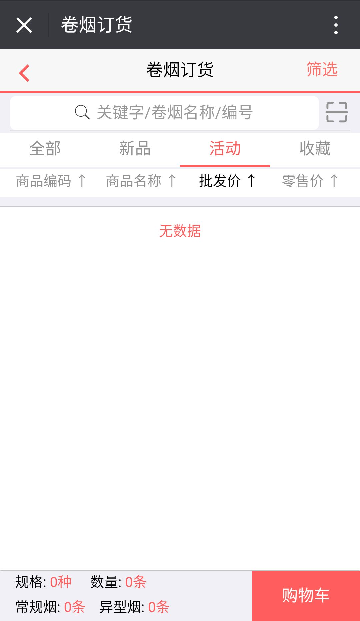 卷烟订货
卷烟订货 筛选
关键字/卷烟名称/编号
全部 新品 活动 收藏
商品编码 ↑ 商品名称 ↑ 批发价 ↑ 零售价 ↑
无数据
规格: 0种 数量: 0条
常规烟: 0条 异型烟: 0条
购物车